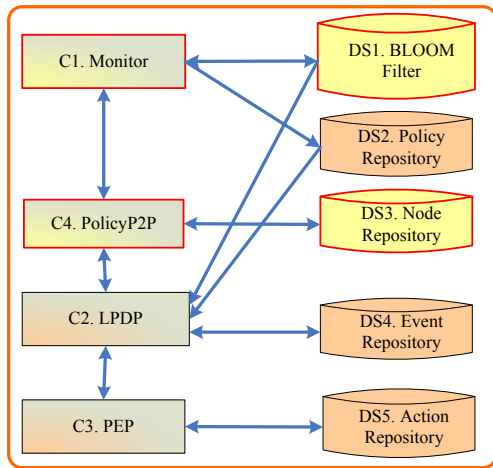 C1. Monitor
DS1. BLOOM
Filter
DS2. Policy
Repository
C4. PolicyP2P
DS3. Node
Repository
C2. LPDP
DS4. Event
Repository
C3. PEP
DS5. Action
Repository